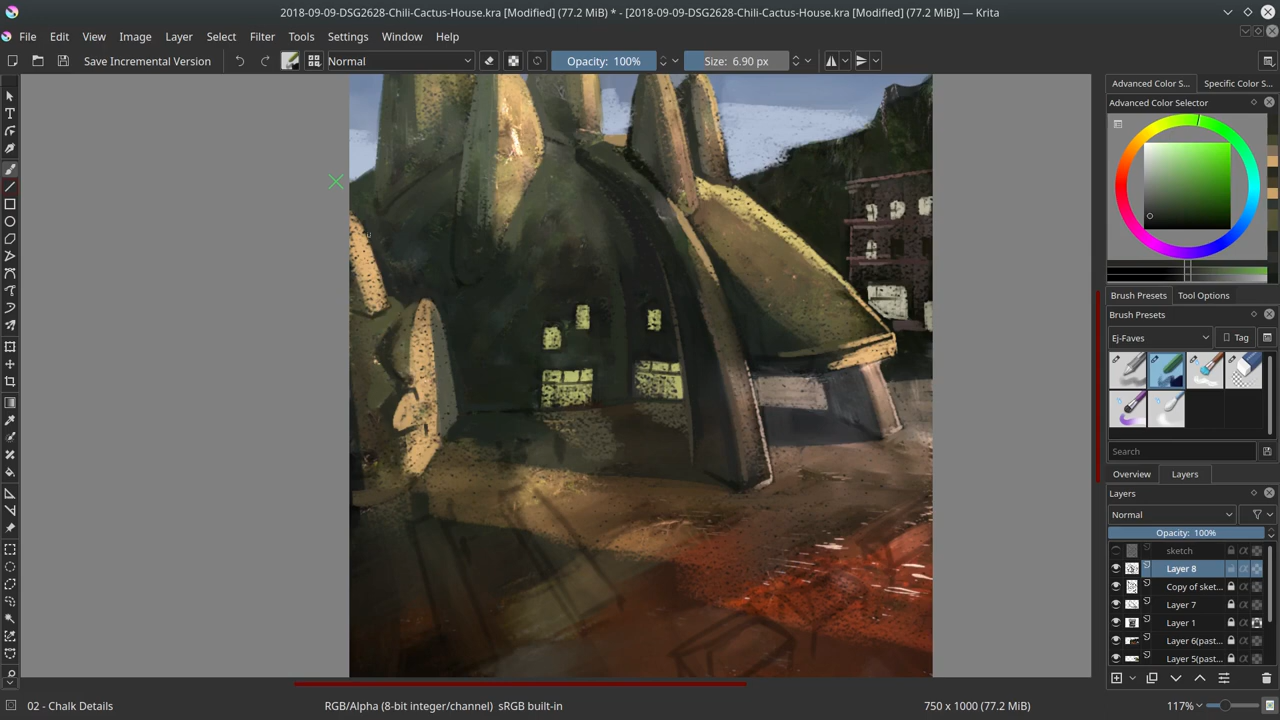 2018-09-09-DSG2628-Chili-Cactus-House.kra [Modified] (77.2 MiB) * - [2018-09-09-DSG2628-Chili-Cactus-House.kra [Modified] (77.2 MiB)] — Krita
File Edit View Image Layer Select Filter Tools Settings Window Help
Save Incremental Version Normal Opacity: 100% Size: 6.90 px
Advanced Color S... Specific Color S...
Advanced Color Selector
Brush Presets Tool Options
Brush Presets
Ej-Faves Tag
Search
Overview Layers
Layers
Normal
Opacity: 100%
sketch
Layer 8
Copy of sket...
Layer 7
Layer 1
Layer 6(past...
Layer 5(past...
02 - Chalk Details RGB/Alpha (8-bit integer/channel) sRGB built-in 750 x 1000 (77.2 MiB) 117%